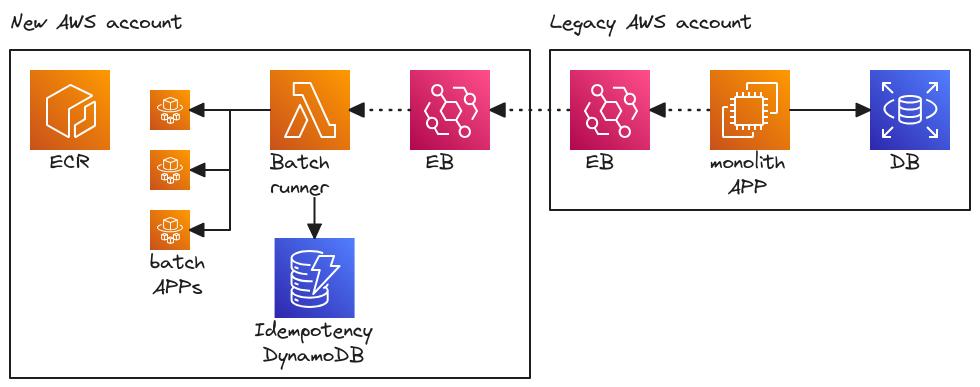 New AWS account
Legacy AWS account
ECR
Batch
runner
EB
EB
monolith
APP
DB
batch
APPs
Idempotency
DynamoDB